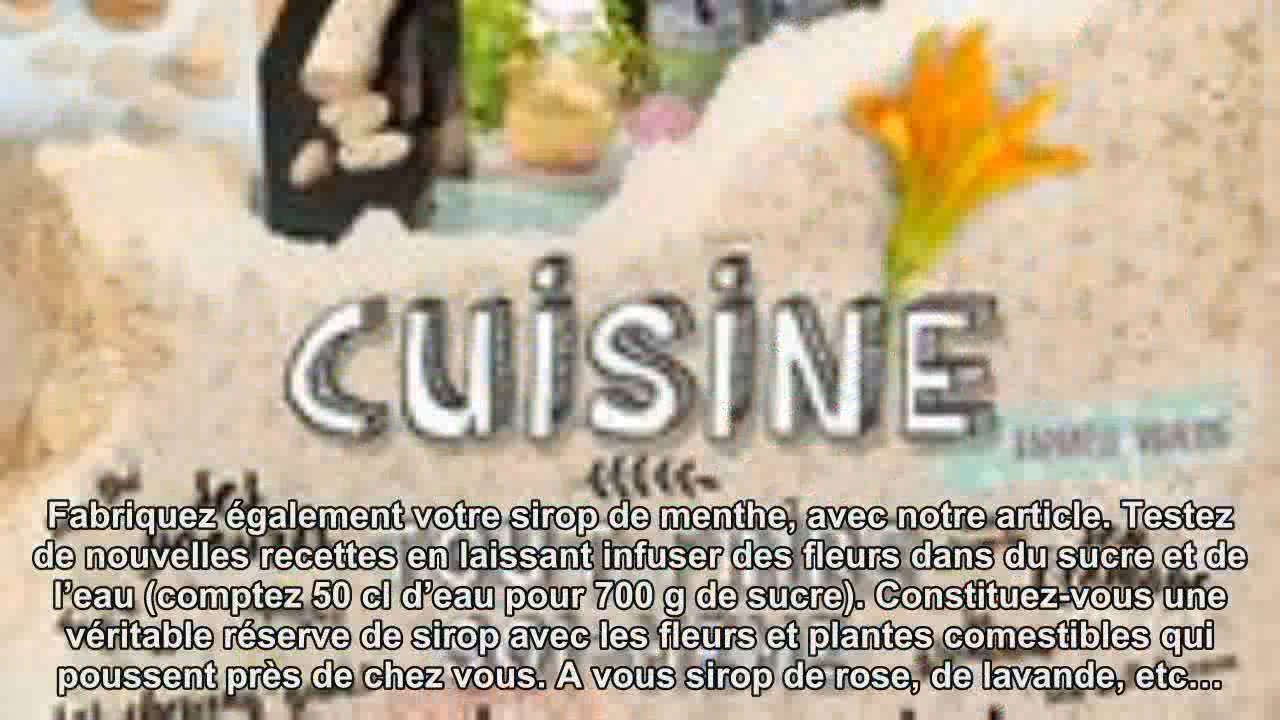 CUISINE
Fabriquez également votre sirop de menthe, avec notre article. Testez
de nouvelles recettes en laissant infuser des fleurs dans du sucre et de
l’eau (comptez 50 cl d’eau pour 700 g de sucre). Constituez-vous une
véritable réserve de sirop avec les fleurs et plantes comestibles qui
poussent près de chez vous. A vous sirop de rose, de lavande, etc...